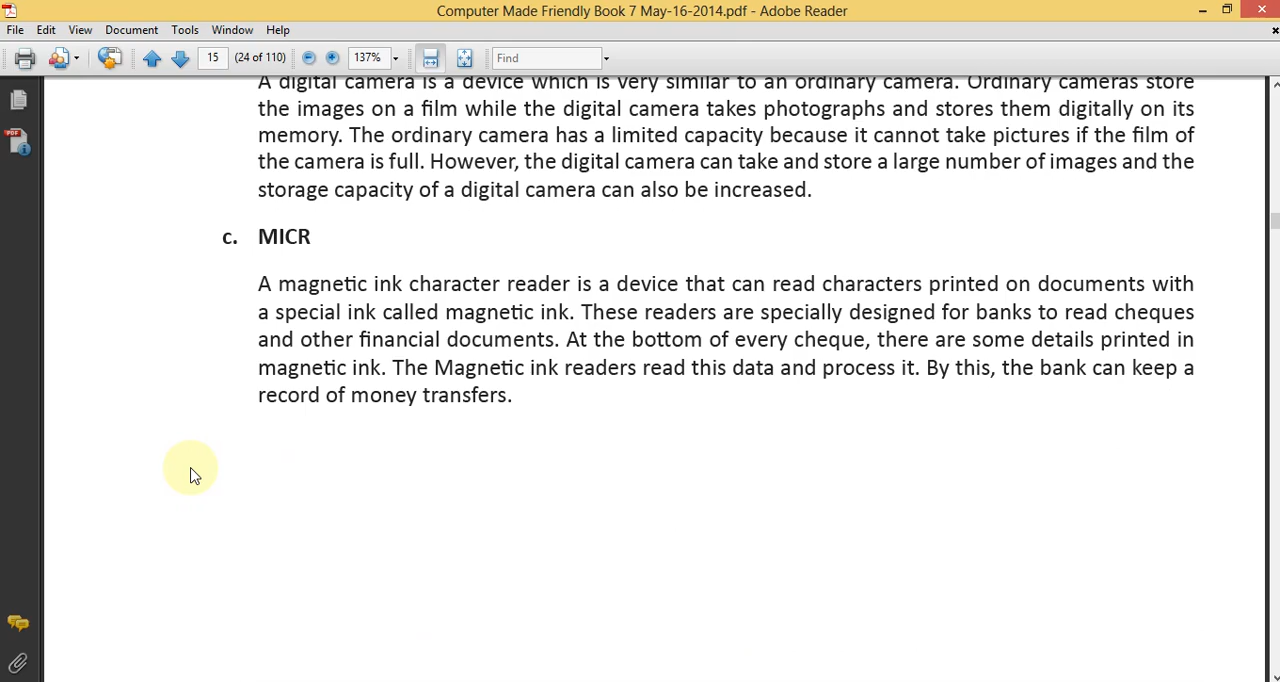 Computer Made Friendly Book 7 May-16-2014.pdf - Adobe Reader
File Edit View Document Tools Window Help
15 (24 of 110) 137% Find
A digital camera is a device which is very similar to an ordinary camera. Ordinary cameras store
the images on a film while the digital camera takes photographs and stores them digitally on its
memory. The ordinary camera has a limited capacity because it cannot take pictures if the film of
the camera is full. However, the digital camera can take and store a large number of images and the
storage capacity of a digital camera can also be increased.
c. MICR
A magnetic ink character reader is a device that can read characters printed on documents with
a special ink called magnetic ink. These readers are specially designed for banks to read cheques
and other financial documents. At the bottom of every cheque, there are some details printed in
magnetic ink. The Magnetic ink readers read this data and process it. By this, the bank can keep a
record of money transfers.